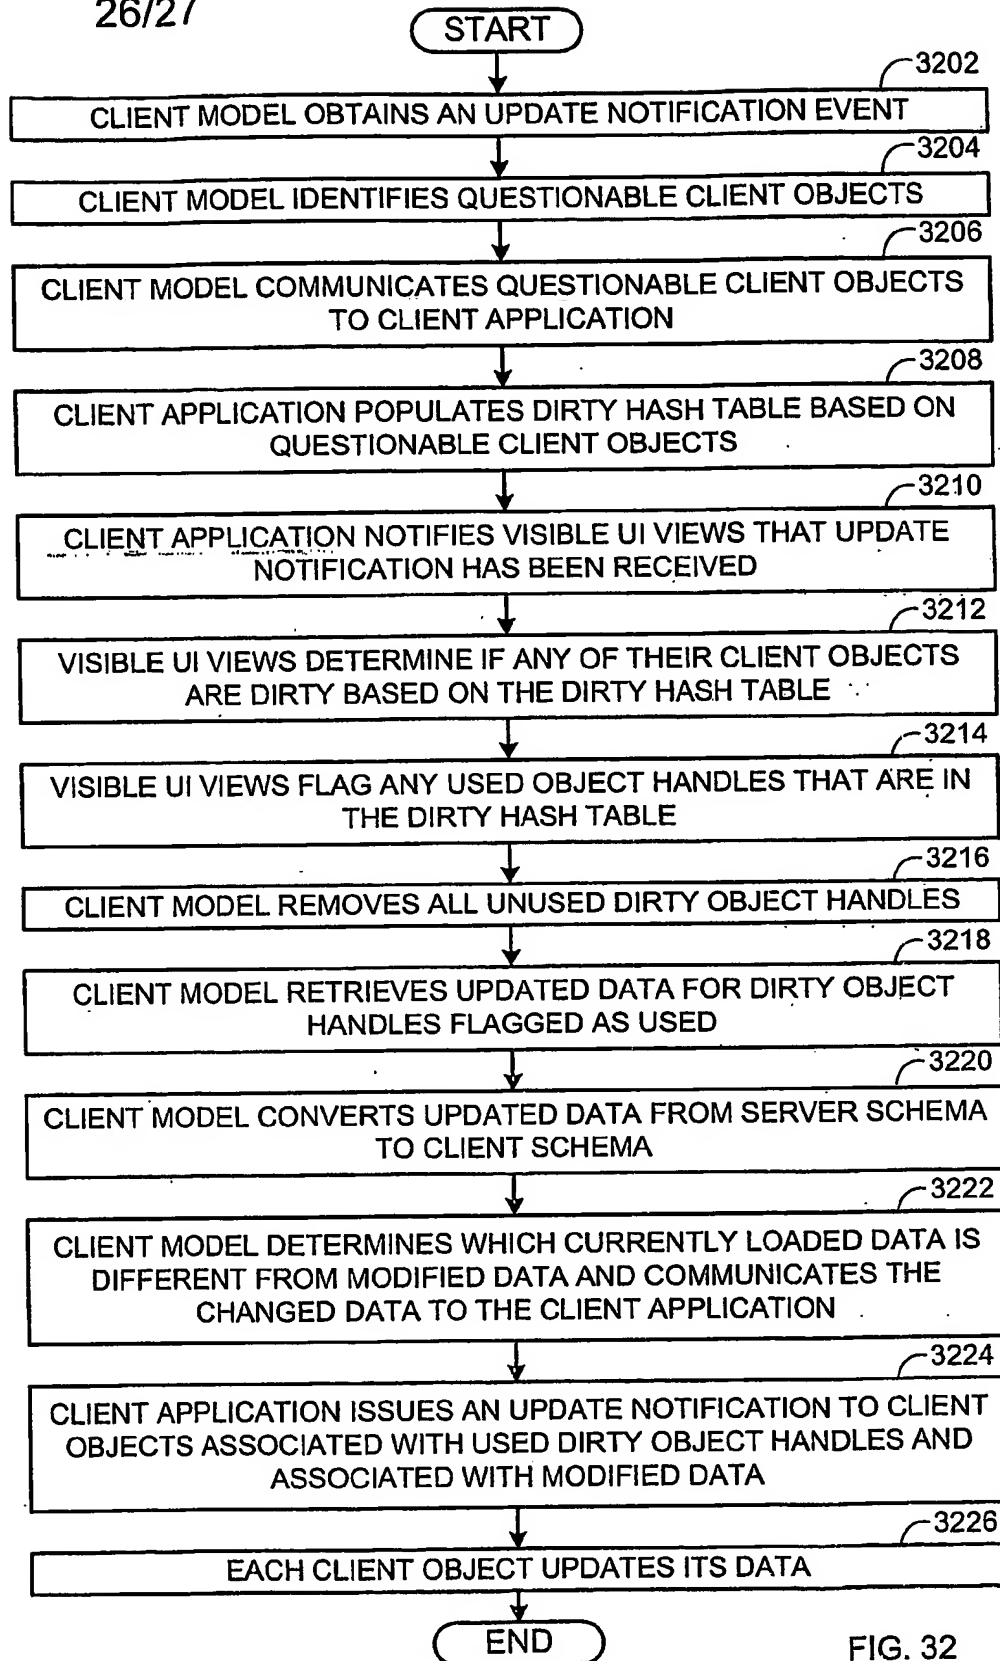 26/27
START
3202
CLIENT MODEL OBTAINS AN UPDATE NOTIFICATION EVENT
3204
CLIENT MODEL IDENTIFIES QUESTIONABLE CLIENT OBJECTS
3206
CLIENT MODEL COMMUNICATES QUESTIONABLE CLIENT OBJECTS
TO CLIENT APPLICATION
3208
CLIENT APPLICATION POPULATES DIRTY HASH TABLE BASED ON
QUESTIONABLE CLIENT OBJECTS
3210
CLIENT APPLICATION NOTIFIES VISIBLE UI VIEWS THAT UPDATE
NOTIFICATION HAS BEEN RECEIVED
3212
VISIBLE UI VIEWS DETERMINE IF ANY OF THEIR CLIENT OBJECTS
ARE DIRTY BASED ON THE DIRTY HASH TABLE
3214
VISIBLE UI VIEWS FLAG ANY USED OBJECT HANDLES THAT ARE IN
THE DIRTY HASH TABLE
3216
CLIENT MODEL REMOVES ALL UNUSED DIRTY OBJECT HANDLES
3218
CLIENT MODEL RETRIEVES UPDATED DATA FOR DIRTY OBJECT
HANDLES FLAGGED AS USED
3220
CLIENT MODEL CONVERTS UPDATED DATA FROM SERVER SCHEMA
TO CLIENT SCHEMA
3222
CLIENT MODEL DETERMINES WHICH CURRENTLY LOADED DATA IS
DIFFERENT FROM MODIFIED DATA AND COMMUNICATES THE
CHANGED DATA TO THE CLIENT APPLICATION
3224
CLIENT APPLICATION ISSUES AN UPDATE NOTIFICATION TO CLIENT
OBJECTS ASSOCIATED WITH USED DIRTY OBJECT HANDLES AND
ASSOCIATED WITH MODIFIED DATA
3226
EACH CLIENT OBJECT UPDATES ITS DATA
END
FIG. 32